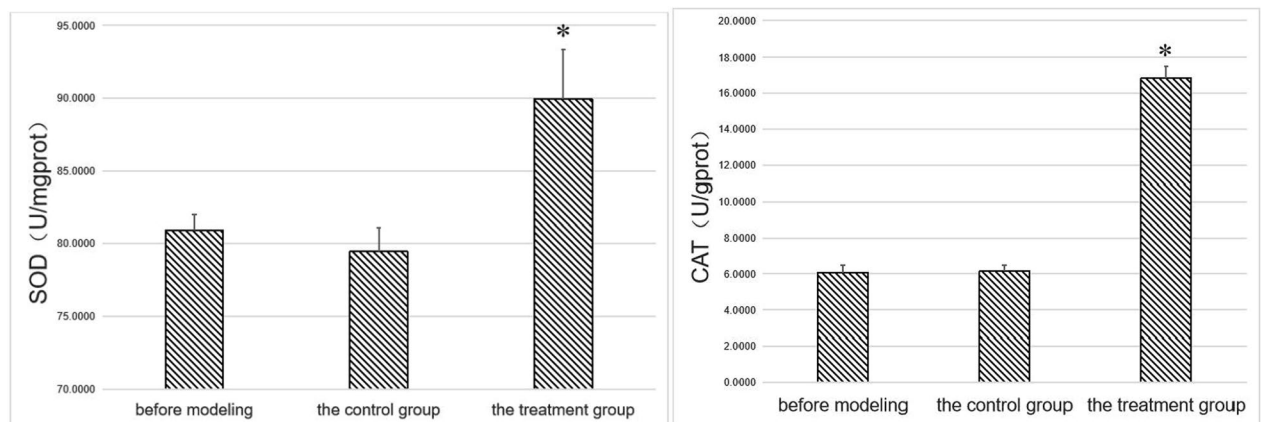 SOD（U/mgprot）
95.0000
90.0000
85.0000
80.0000
75.0000
70.0000
*
before modeling
the control group
the treatment group
CAT（U/gprot）
20.0000
18.0000
16.0000
14.0000
12.0000
10.0000
8.0000
6.0000
4.0000
2.0000
0.0000
*
before modeling
the control group
the treatment group